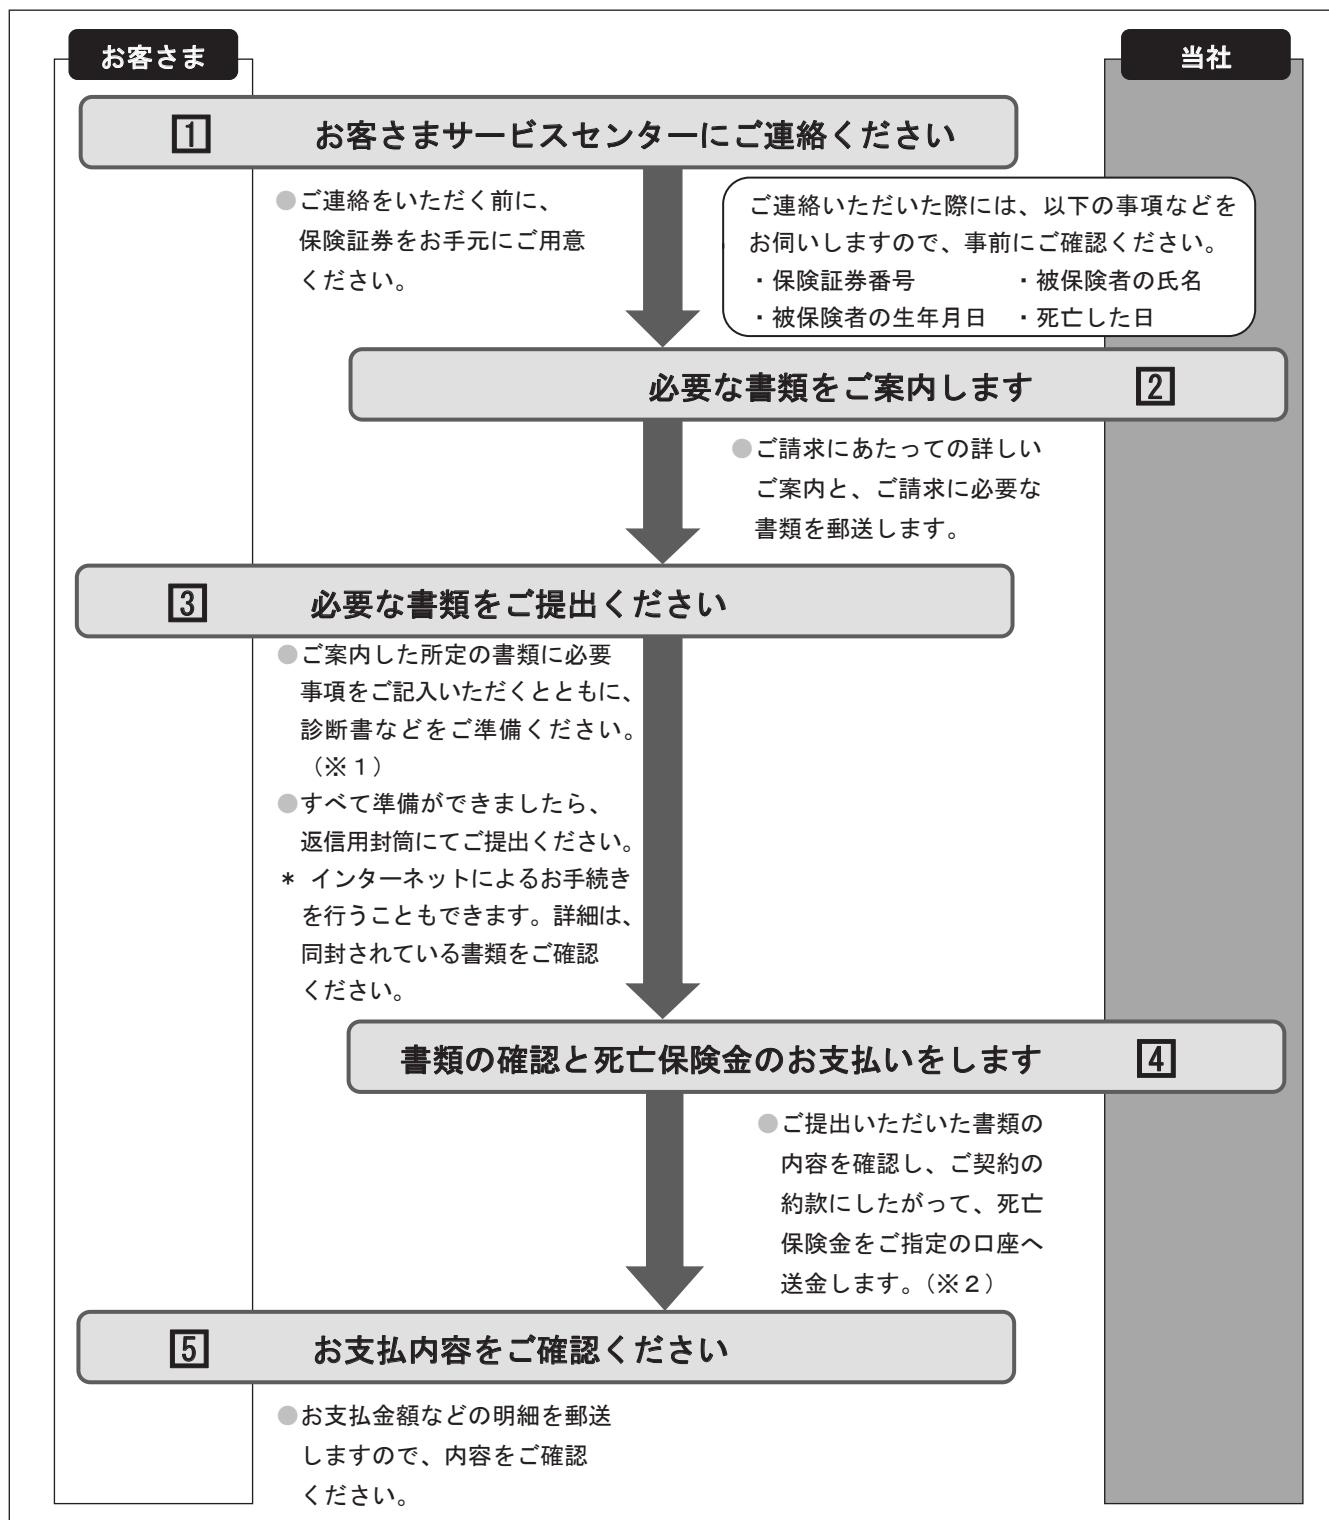 お客さま
当社
1 お客さまサービスセンターにご連絡ください
●ご連絡をいただく前に、
保険証券をお手元にご用意
ください。
ご連絡いただいた際には、以下の事項などを
お伺いしますので、事前にご確認ください。
・保険証券番号 ・被保険者の氏名
・被保険者の生年月日 ・死亡した日
必要な書類をご案内します 2
●ご請求にあたっての詳しい
ご案内と、ご請求に必要な
書類を郵送します。
3 必要な書類をご提出ください
●ご案内した所定の書類に必要
事項をご記入いただくとともに、
診断書などをご準備ください。
（※１）
●すべて準備ができましたら、
返信用封筒にてご提出ください。
* インターネットによるお手続き
を行うこともできます。詳細は、
同封されている書類をご確認
ください。
書類の確認と死亡保険金のお支払いをします 4
●ご提出いただいた書類の
内容を確認し、ご契約の
約款にしたがって、死亡
保険金をご指定の口座へ
送金します。（※２）
5 お支払内容をご確認ください
●お支払金額などの明細を郵送
しますので、内容をご確認
ください。